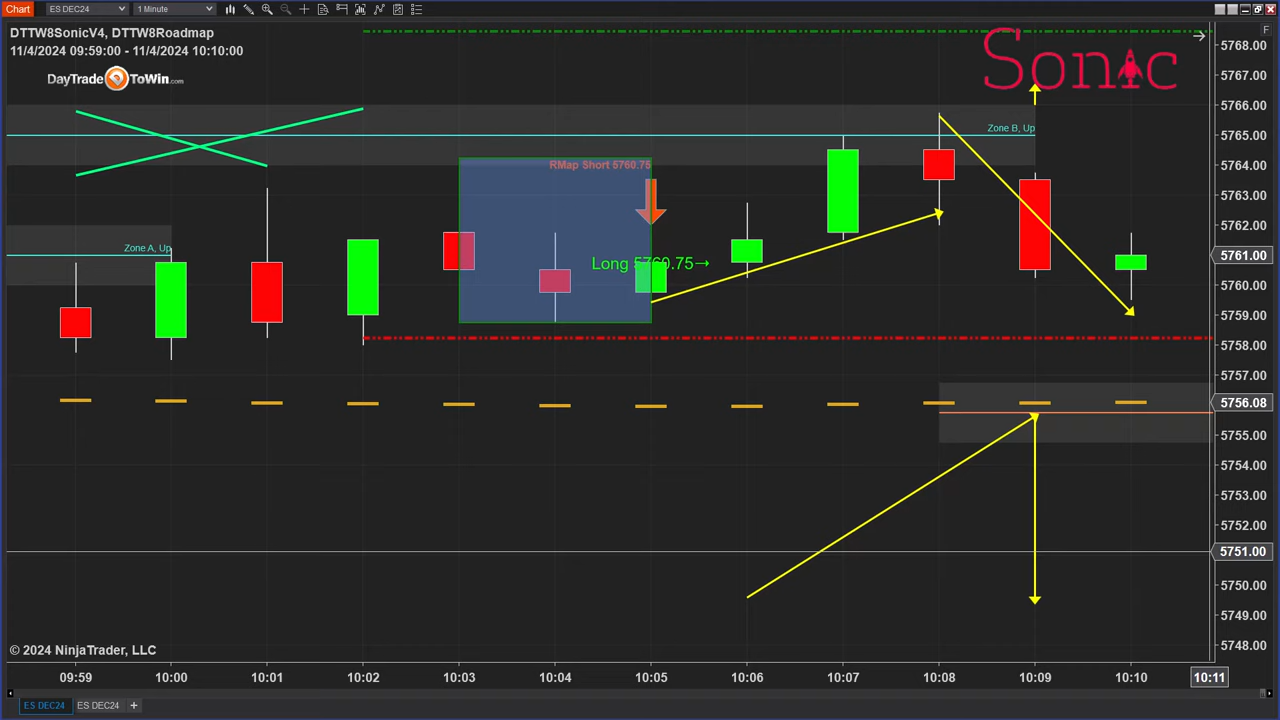 Chart ES DEC24 1 Minute
DTTW8SonicV4, DTTW8Roadmap
11/4/2024 09:59:00 - 11/4/2024 10:10:00
DayTradeToWin.com
Sonic
F
5768.00
5767.00
5766.00
Zone B, Up
5765.00
RMap Short 5760.75
5764.00
5763.00
5762.00
Zone A, Up
5761.00
Long 5760.75→
5760.00
5759.00
5758.00
5757.00
5756.08
5755.00
5754.00
5753.00
5752.00
5751.00
5750.00
5749.00
© 2024 NinjaTrader, LLC
5748.00
09:59 10:00 10:01 10:02 10:03 10:04 10:05 10:06 10:07 10:08 10:09 10:10 10:11
ES DEC24 ES DEC24 +